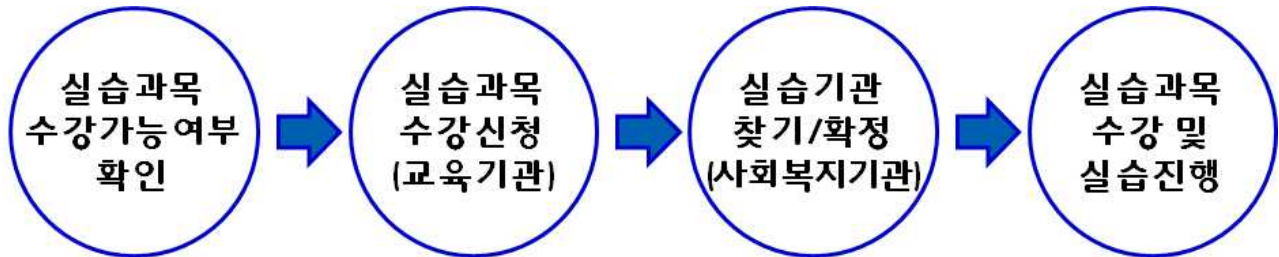 실습과목
수강가능여부
확인
실습과목
수강신청
(교육기관)
실습기관
찾기/확정
(사회복지기관)
실습과목
수강 및
실습진행